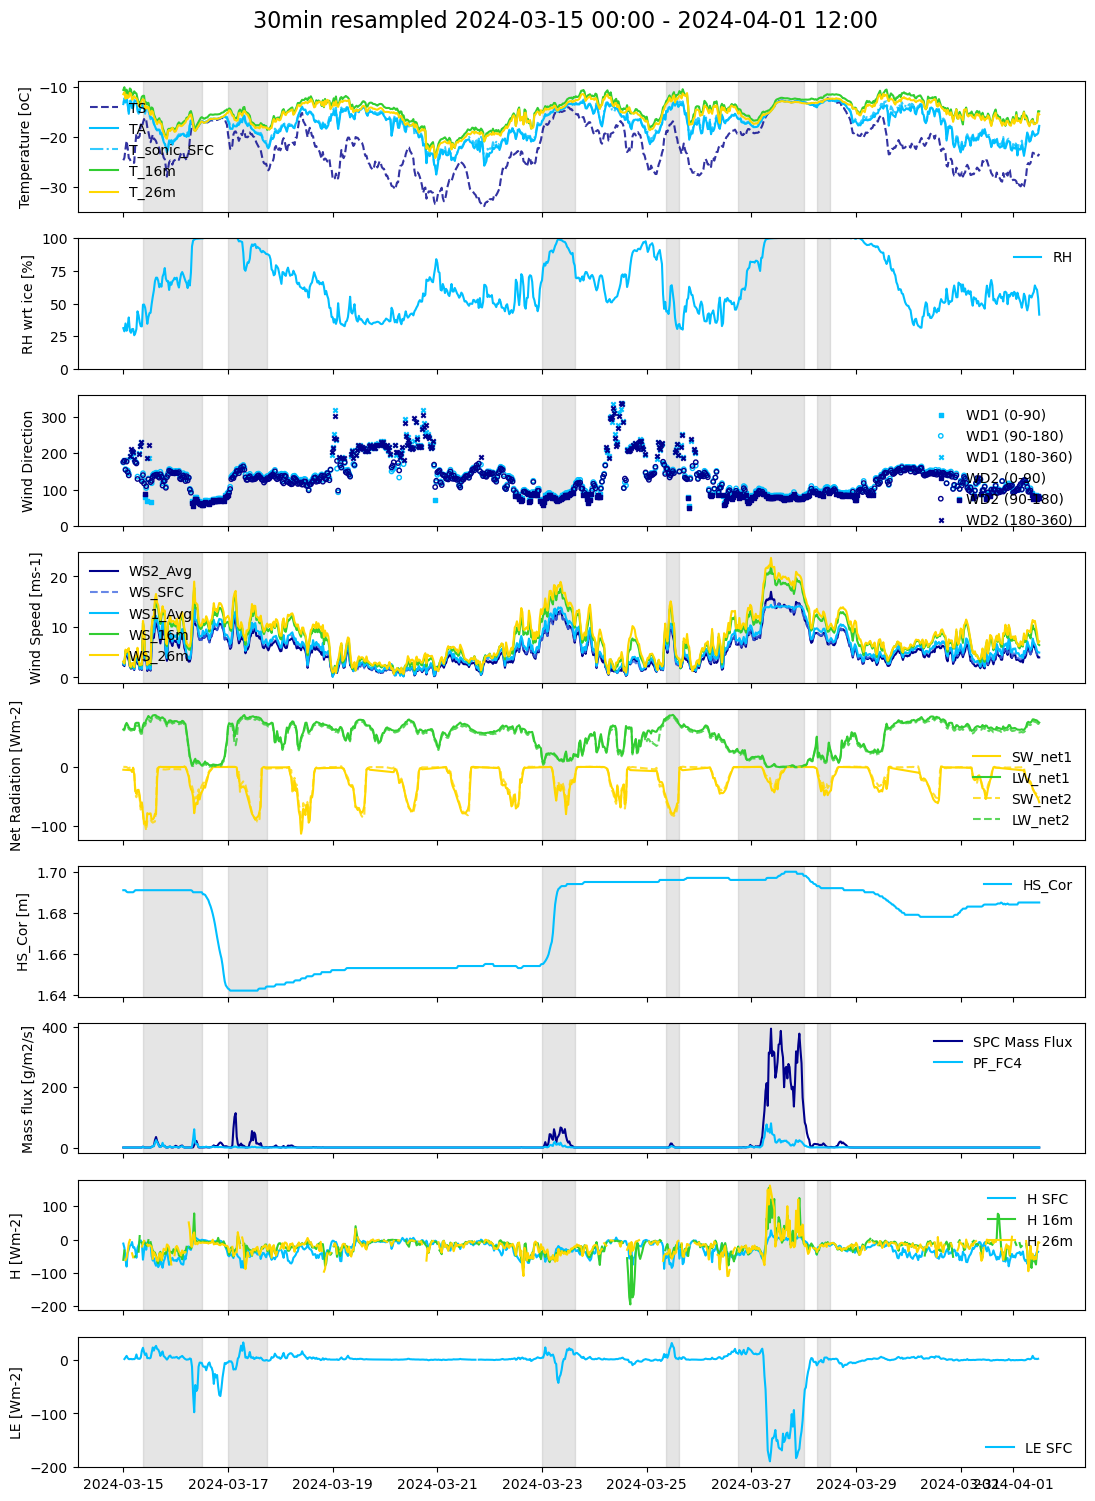 30min resampled 2024-03-15 00:00 - 2024-04-01 12:00
Temperature [oC]
−10
−20
−30
TS
TA
T_sonic_SFC
T_16m
T_26m
RH wrt ice [%]
100
75
50
25
0
RH
Wind Direction
300
200
100
0
WD1 (0-90)
WD1 (90-180)
WD1 (180-360)
WD2 (0-90)
WD2 (90-180)
WD2 (180-360)
Wind Speed [ms-1]
20
10
0
WS2_Avg
WS_SFC
WS1_Avg
WS_16m
WS_26m
Net Radiation [Wm-2]
0
−100
SW_net1
LW_net1
SW_net2
LW_net2
HS_Cor [m]
1.70
1.68
1.66
1.64
HS_Cor
Mass flux [g/m2/s]
400
200
0
SPC Mass Flux
PF_FC4
H [Wm-2]
100
0
−100
−200
H SFC
H 16m
H 26m
LE [Wm-2]
0
−100
−200
LE SFC
2024-03-15 2024-03-17 2024-03-19 2024-03-21 2024-03-23 2024-03-25 2024-03-27 2024-03-29 2024-03-31 2024-04-01